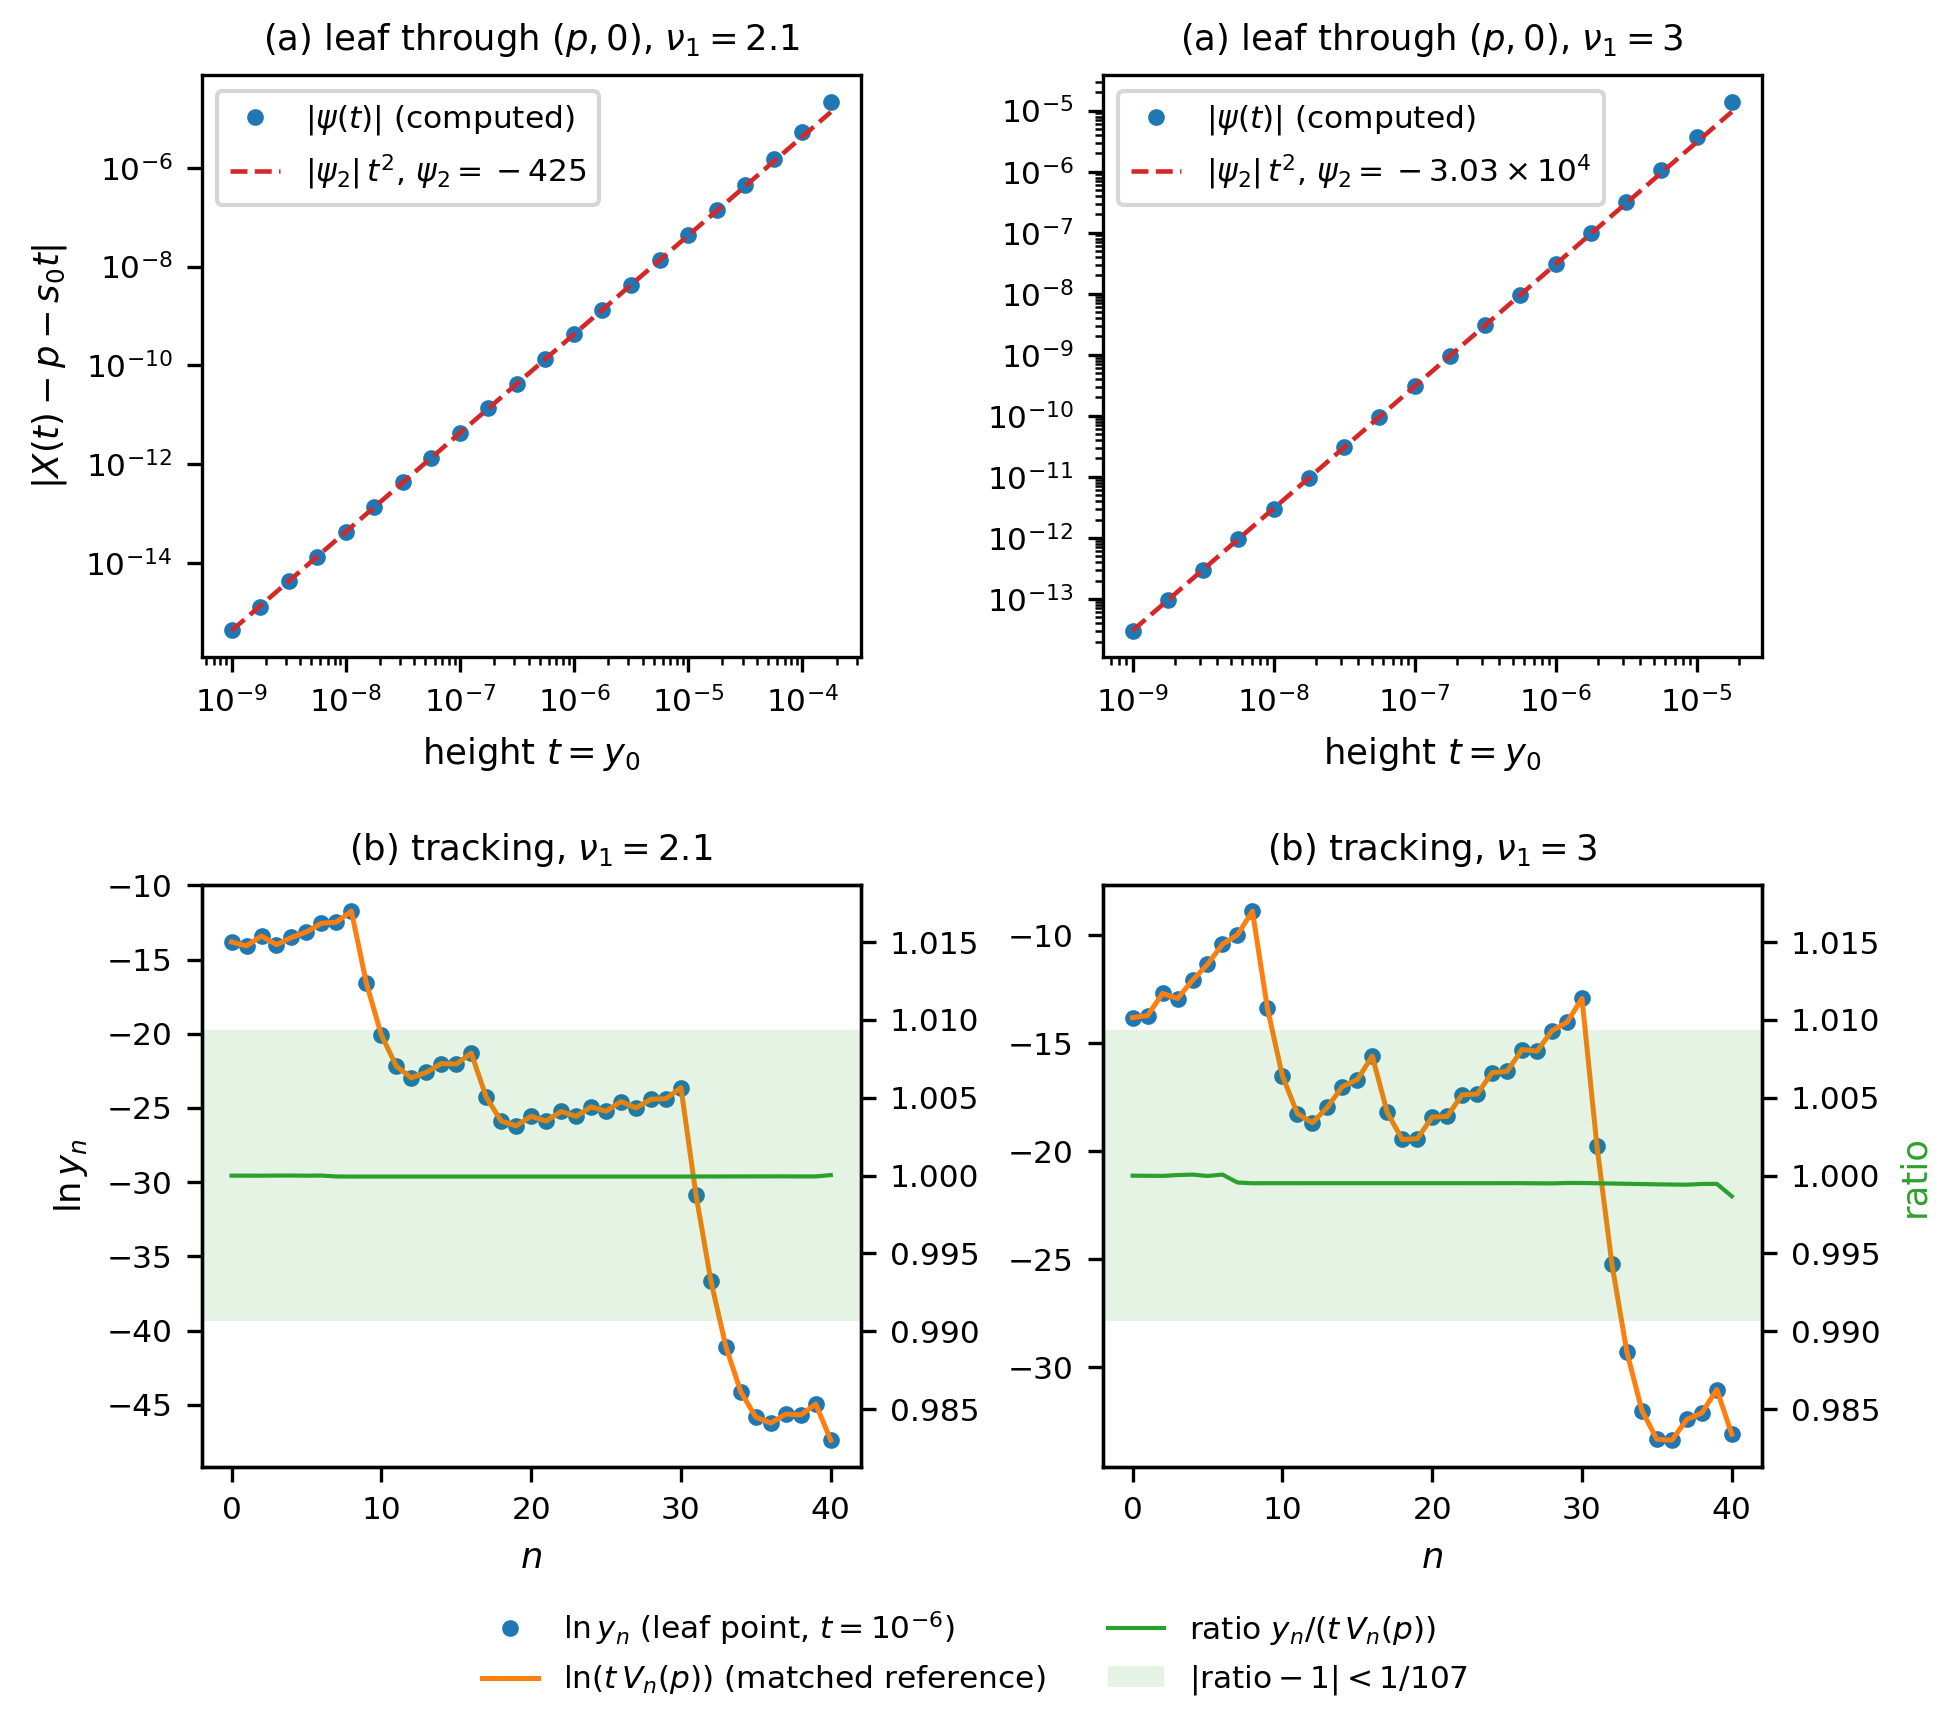 (a) leaf through (p, 0), ν₁ = 2.1
|ψ(t)| (computed)
|ψ₂| t², ψ₂ = −425
10⁻⁶
10⁻⁸
10⁻¹⁰
10⁻¹²
10⁻¹⁴
|X(t) − p − s₀t|
10⁻⁹ 10⁻⁸ 10⁻⁷ 10⁻⁶ 10⁻⁵ 10⁻⁴
height t = y₀
(a) leaf through (p, 0), ν₁ = 3
|ψ(t)| (computed)
|ψ₂| t², ψ₂ = −3.03 × 10⁴
10⁻⁵
10⁻⁶
10⁻⁷
10⁻⁸
10⁻⁹
10⁻¹⁰
10⁻¹¹
10⁻¹²
10⁻¹³
10⁻⁹ 10⁻⁸ 10⁻⁷ 10⁻⁶ 10⁻⁵
height t = y₀
(b) tracking, ν₁ = 2.1
−10
−15
−20
−25
−30
−35
−40
−45
ln yₙ
1.015
1.010
1.005
1.000
0.995
0.990
0.985
0 10 20 30 40
n
(b) tracking, ν₁ = 3
−10
−15
−20
−25
−30
1.015
1.010
1.005
1.000
0.995
0.990
0.985
ratio
0 10 20 30 40
n
ln yₙ (leaf point, t = 10⁻⁶)
ln(t Vₙ(p)) (matched reference)
ratio yₙ/(t Vₙ(p))
|ratio − 1| < 1/107